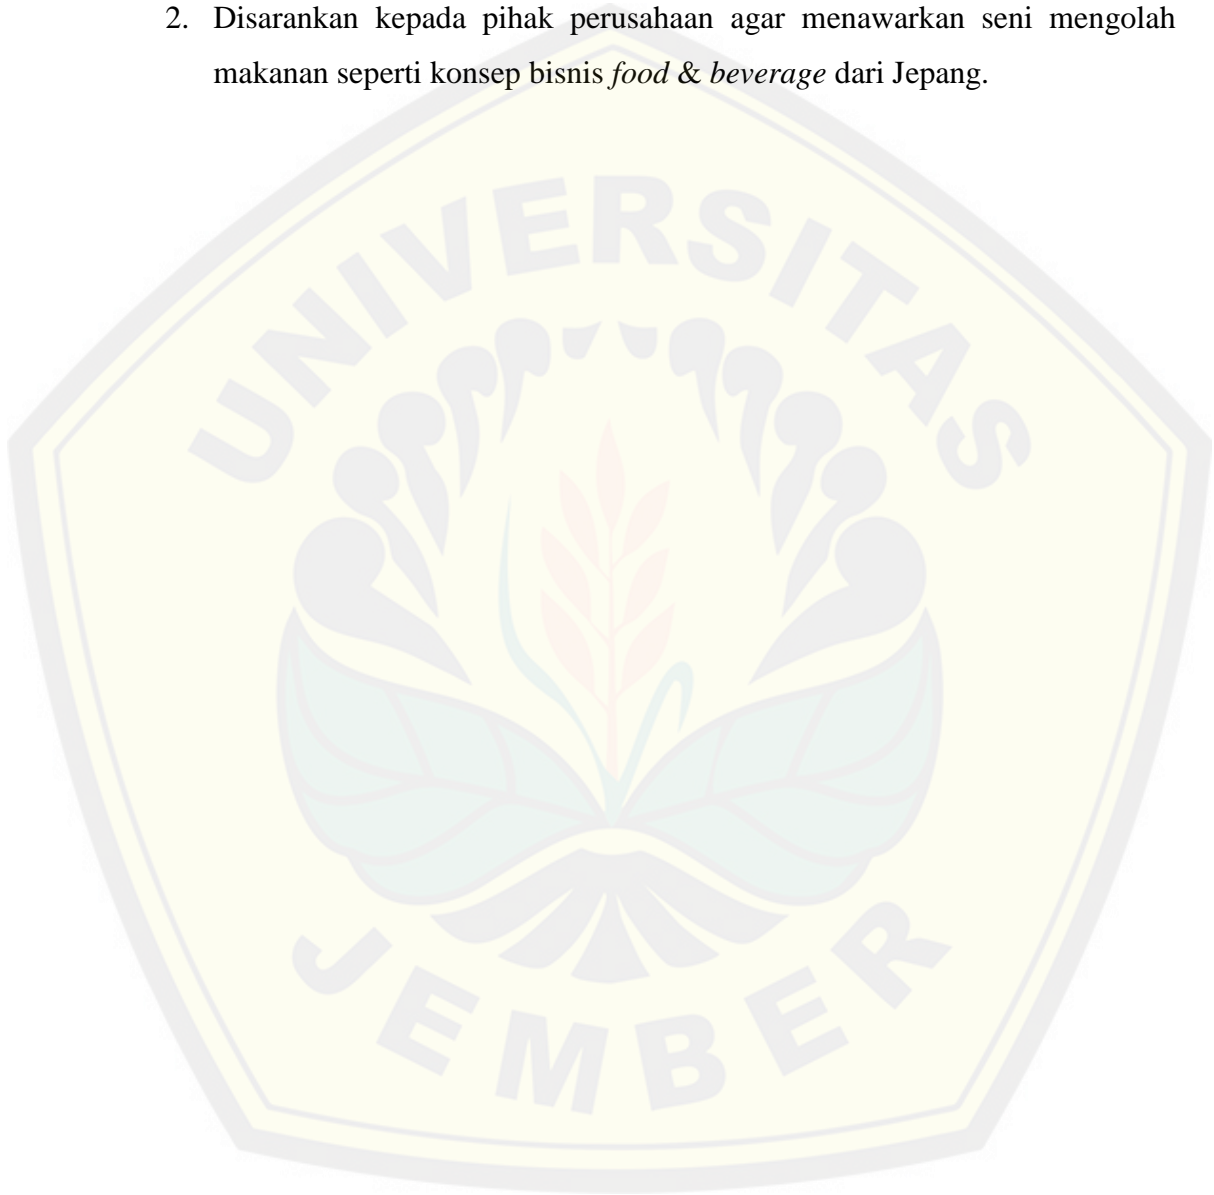 2. Disarankan kepada pihak perusahaan agar menawarkan seni mengolah
makanan seperti konsep bisnis food & beverage dari Jepang.
UNIVERSITAS
JEMBER